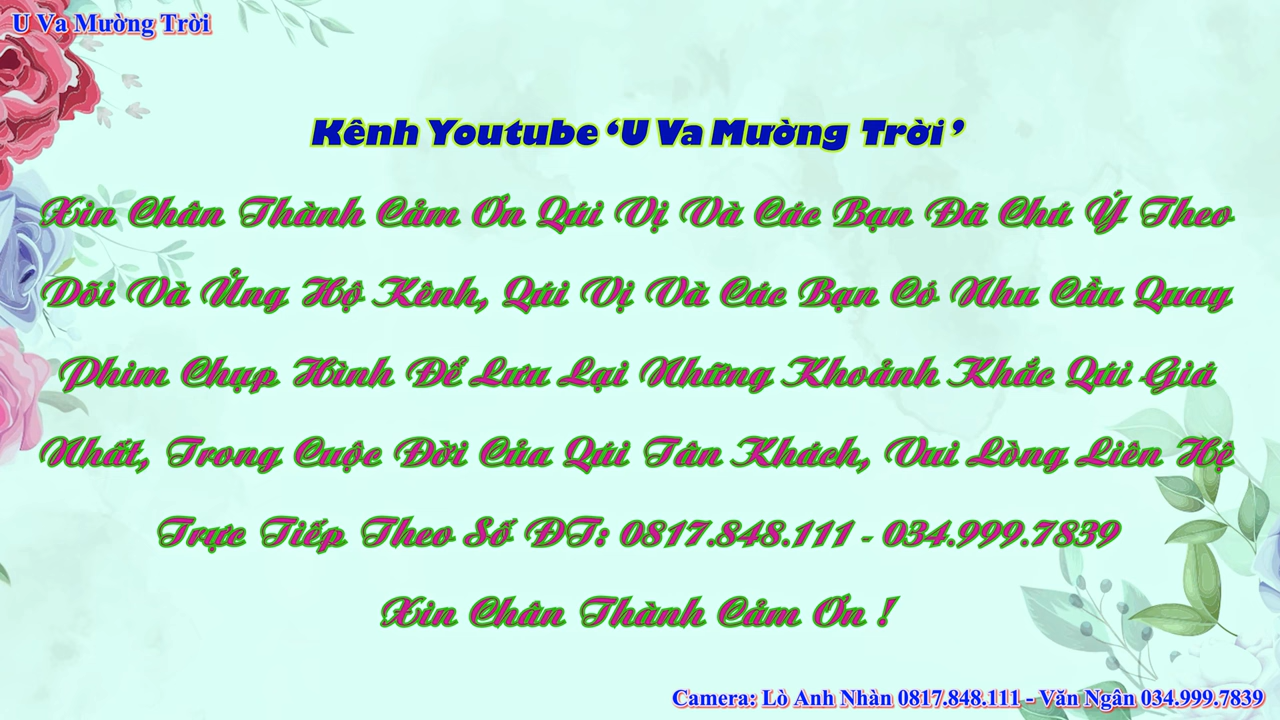 U Va Mường Trời
Kênh Youtube ‘U Va Mường Trời’
Xin Chân Thành Cảm Ơn Qúi Vị Và Các Bạn Đã Chú Ý Theo
Dõi Và Ủng Hộ Kênh, Qúi Vị Và Các Bạn Có Nhu Cầu Quay
Phim Chụp Hình Để Lưu Lại Những Khoảnh Khắc Qúi Giá
Nhất, Trong Cuộc Đời Của Qúi Tân Khách, Vui Lòng Liên Hệ
Trực Tiếp Theo Số ĐT: 0817.848.111 - 034.999.7839
Xin Chân Thành Cảm Ơn !
Camera: Lò Anh Nhàn 0817.848.111 - Văn Ngân 034.999.7839